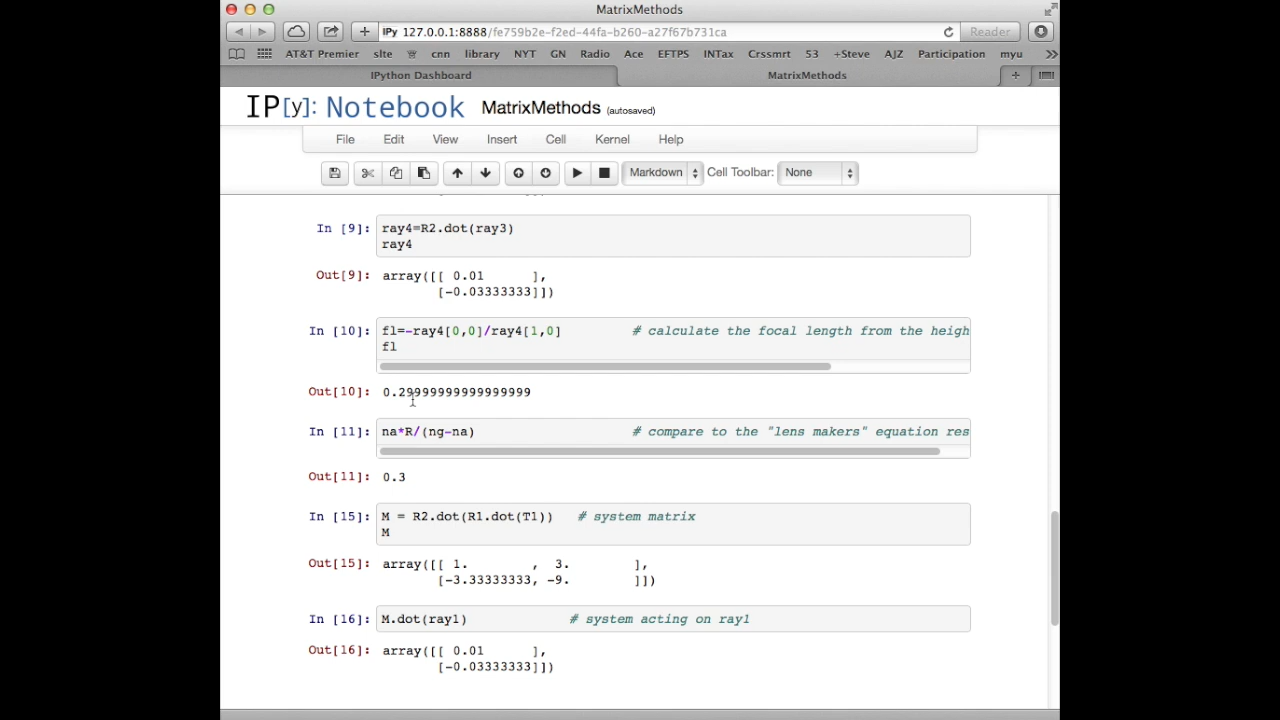 MatrixMethods
IPy 127.0.0.1:8888/fe759b2e-f2ed-44fa-b260-a27f67b731ca
Reader
AT&T Premier slte cnn library NYT GN Radio Ace EFTPS INTax Crssmrt 53 +Steve AJZ Participation myu
IPython Dashboard MatrixMethods
IP[y]: Notebook MatrixMethods (autosaved)
File Edit View Insert Cell Kernel Help
Markdown Cell Toolbar: None
In [9]: ray4=R2.dot(ray3)
ray4
Out[9]: array([[ 0.01 ],
[-0.03333333]])
In [10]: fl=-ray4[0,0]/ray4[1,0] # calculate the focal length from the heigh
fl
Out[10]: 0.29999999999999999
In [11]: na*R/(ng-na) # compare to the "lens makers" equation res
Out[11]: 0.3
In [15]: M = R2.dot(R1.dot(T1)) # system matrix
M
Out[15]: array([[ 1. , 3. ],
[-3.33333333, -9. ]])
In [16]: M.dot(ray1) # system acting on ray1
Out[16]: array([[ 0.01 ],
[-0.03333333]])